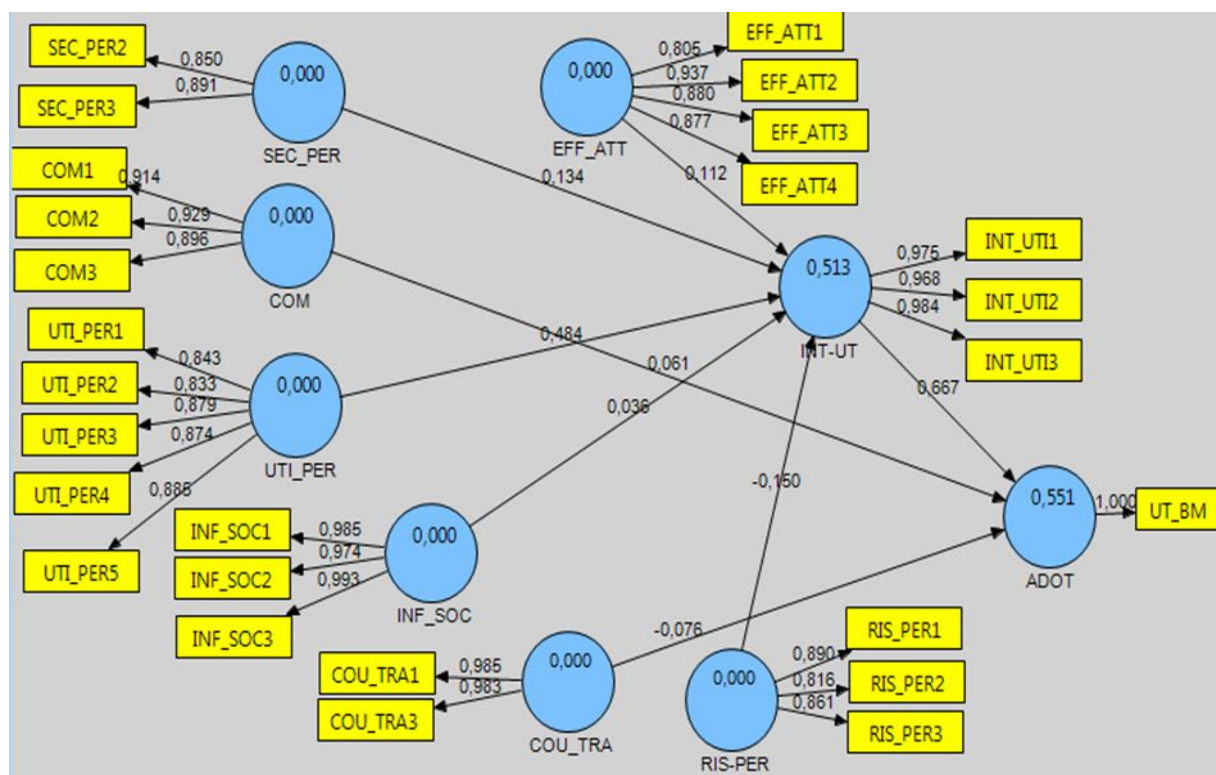 SEC_PER2
0,850
SEC_PER3
0,891
0,000
SEC_PER
0,134
EFF_ATT1
0,805
EFF_ATT2
0,937
EFF_ATT3
0,880
EFF_ATT4
0,877
0,000
EFF_ATT
0,112
COM1
0,914
COM2
0,929
COM3
0,896
0,000
COM
0,061
INT_UTI1
0,975
INT_UTI2
0,968
INT_UTI3
0,984
0,513
INT-UT
0,667
UTI_PER1
0,843
UTI_PER2
0,833
UTI_PER3
0,879
UTI_PER4
0,874
UTI_PER5
0,885
0,000
UTI_PER
0,484
INF_SOC1
0,985
INF_SOC2
0,974
INF_SOC3
0,993
0,000
INF_SOC
0,036
0,551
ADOT
1,000
UT_BM
COU_TRA1
0,985
COU_TRA3
0,983
0,000
COU_TRA
-0,076
RIS_PER1
0,890
RIS_PER2
0,816
RIS_PER3
0,861
0,000
RIS-PER
-0,150